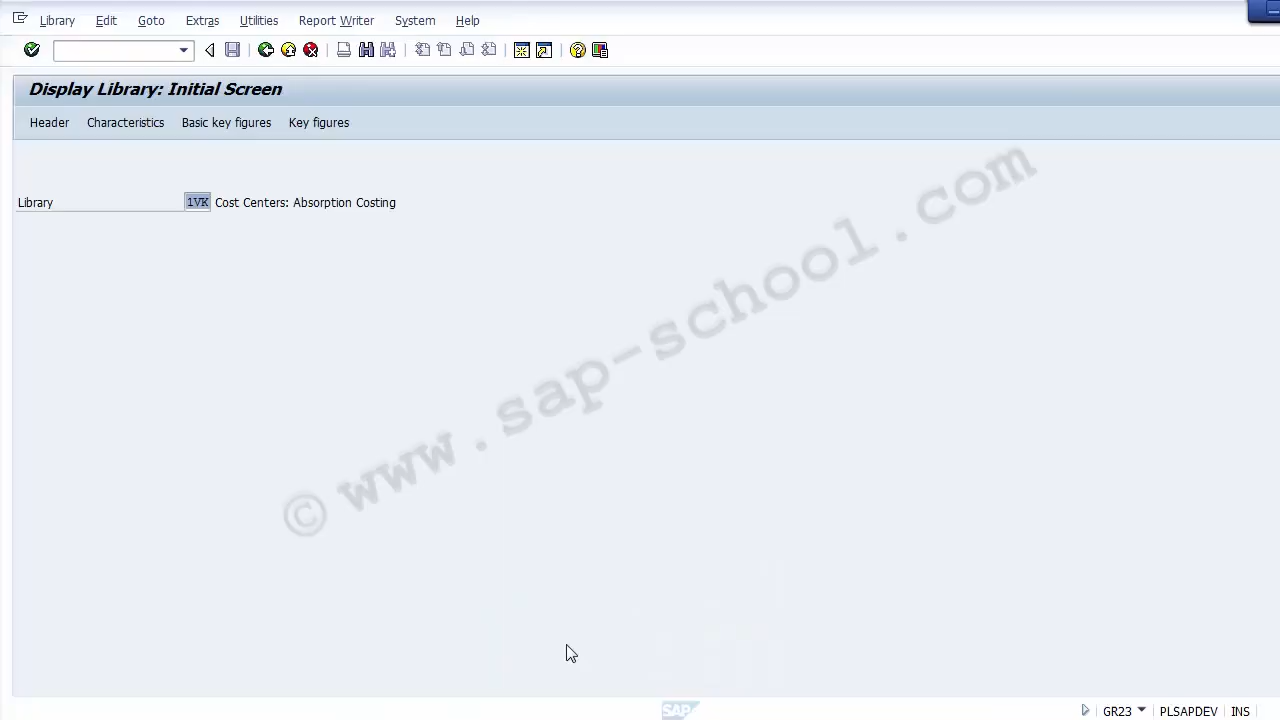 Library Edit Goto Extras Utilities Report Writer System Help
Display Library: Initial Screen
Header Characteristics Basic key figures Key figures
Library 1VK Cost Centers: Absorption Costing
© www.sap-school.com
SAP GR23 PLSAPDEV INS